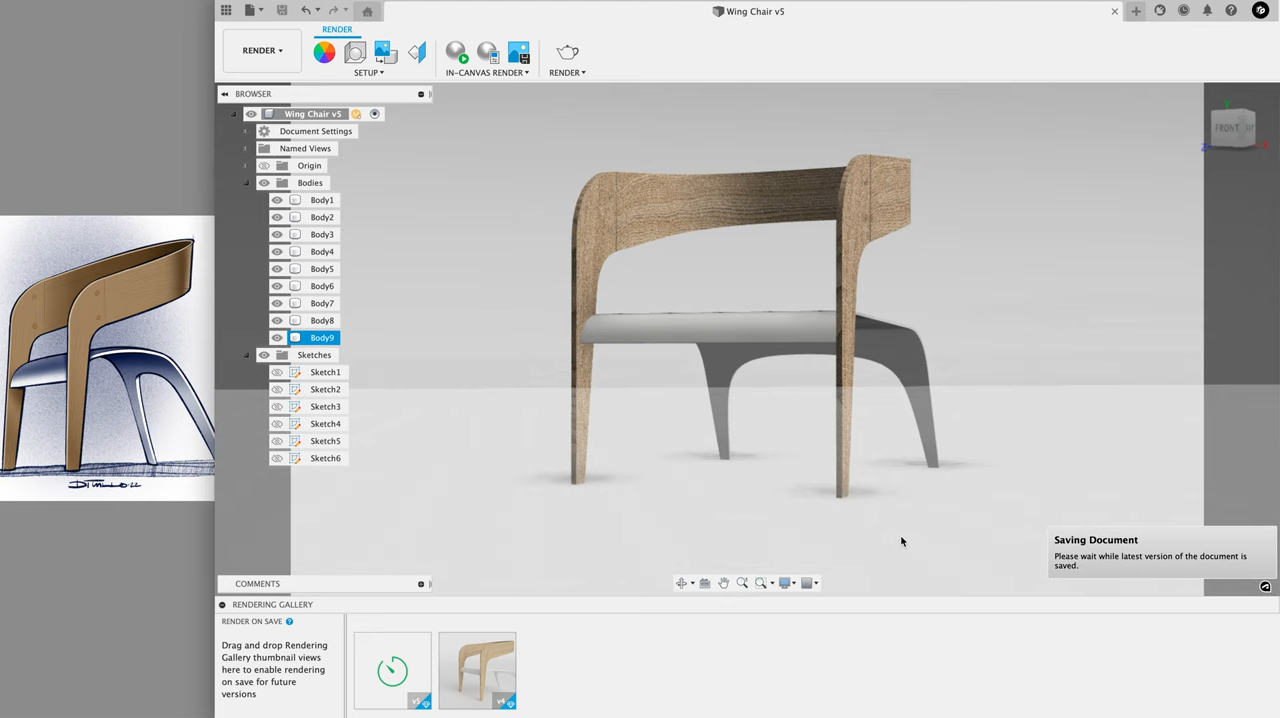 Wing Chair v5
RENDER
RENDER
SETUP
IN-CANVAS RENDER
RENDER
BROWSER
Wing Chair v5
Document Settings
Named Views
Origin
Bodies
Body1
Body2
Body3
Body4
Body5
Body6
Body7
Body8
Body9
Sketches
Sketch1
Sketch2
Sketch3
Sketch4
Sketch5
Sketch6
FRONT
Y
Z
X
Saving Document
Please wait while latest version of the document is
saved.
COMMENTS
RENDERING GALLERY
RENDER ON SAVE
Drag and drop Rendering
Gallery thumbnail views
here to enable rendering
on save for future
versions
v5
v4